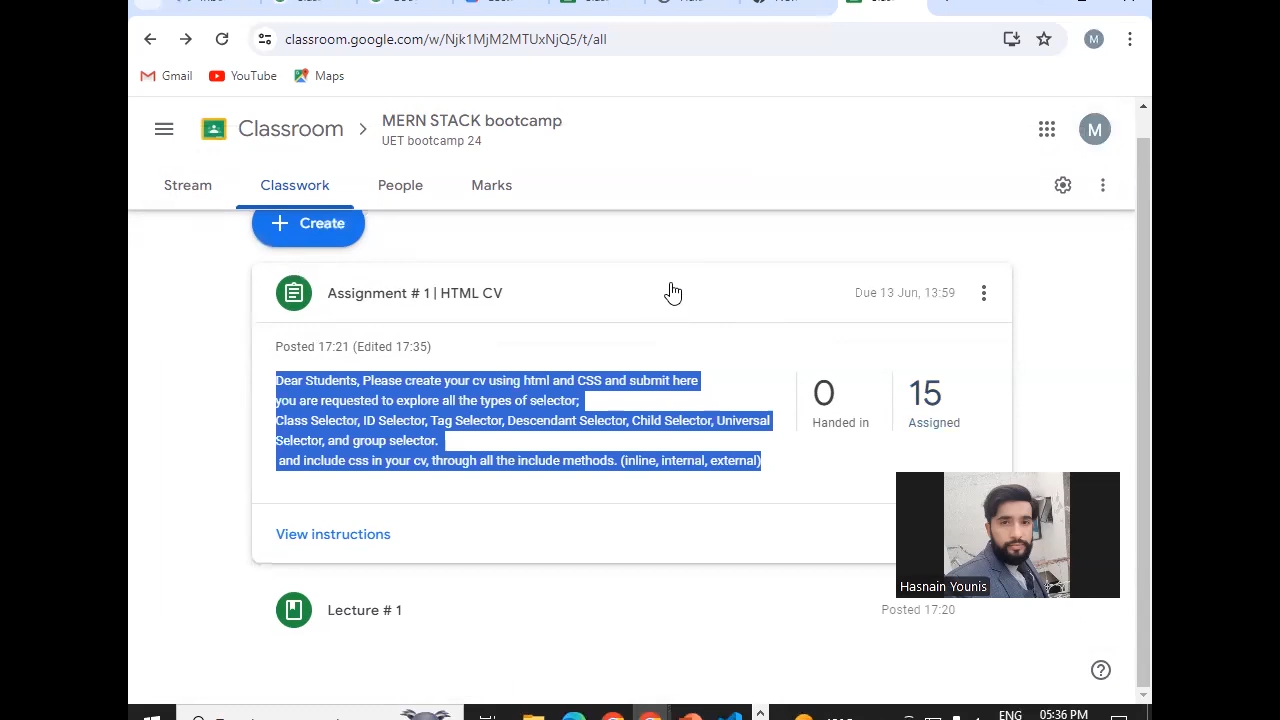 classroom.google.com/w/Njk1MjM2MTUxNjQ5/t/all
M
Gmail YouTube Maps
Classroom
MERN STACK bootcamp
UET bootcamp 24
M
Stream Classwork People Marks
Create
Assignment # 1 | HTML CV
Due 13 Jun, 13:59
Posted 17:21 (Edited 17:35)
Dear Students, Please create your cv using html and CSS and submit here
you are requested to explore all the types of selector;
Class Selector, ID Selector, Tag Selector, Descendant Selector, Child Selector, Universal
Selector, and group selector.
and include css in your cv, through all the include methods. (inline, internal, external)
0
Handed in
15
Assigned
View instructions
Hasnain Younis
Lecture # 1
Posted 17:20
ENG
05:36 PM